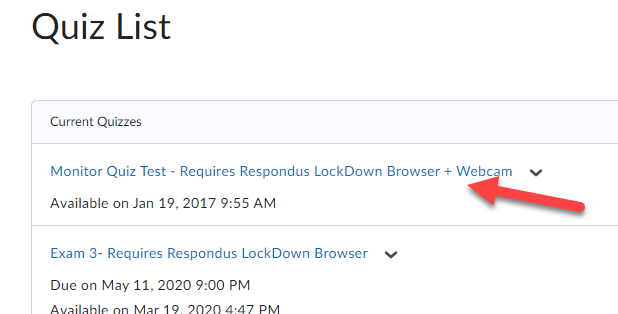 Quiz List
Current Quizzes
Monitor Quiz Test - Requires Respondus LockDown Browser + Webcam
Available on Jan 19, 2017 9:55 AM
Exam 3- Requires Respondus LockDown Browser
Due on May 11, 2020 9:00 PM
Available on Mar 19, 2020 4:47 PM